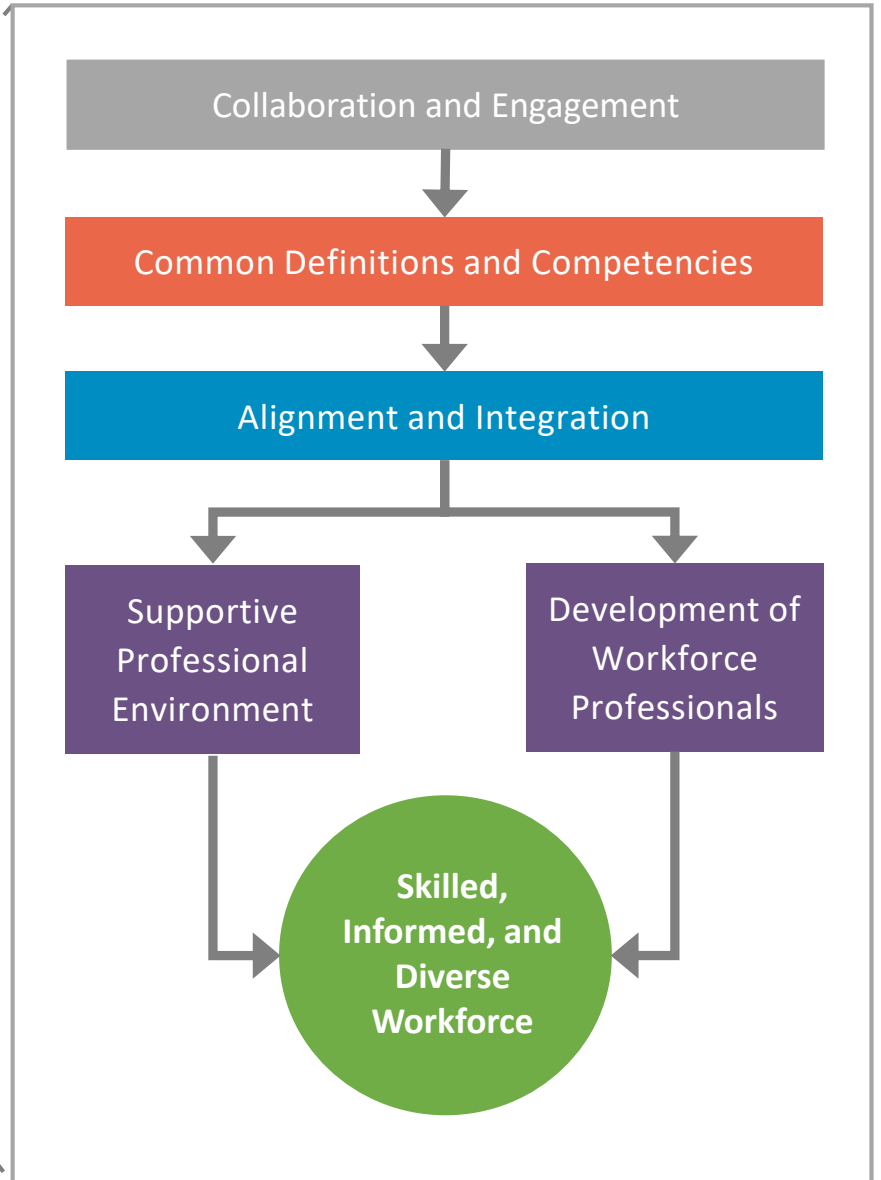 Collaboration and Engagement
Common Definitions and Competencies
Alignment and Integration
Supportive
Professional
Environment
Development of
Workforce
Professionals
Skilled,
Informed, and
Diverse
Workforce